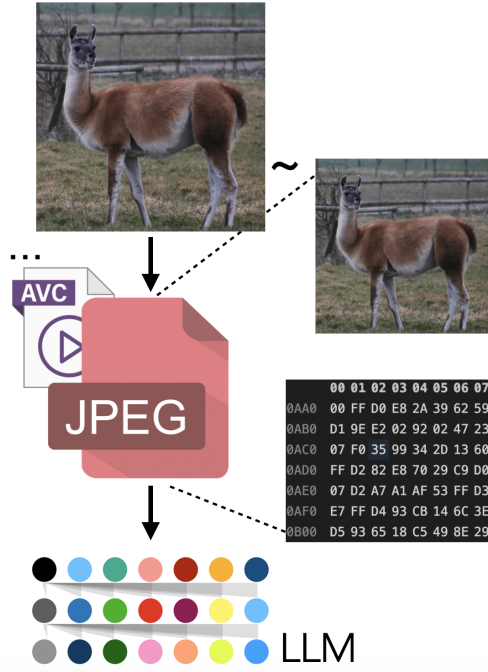 ~
...
AVC
JPEG
00 01 02 03 04 05 06 07
0AA0 00 FF D0 E8 2A 39 62 59
0AB0 D1 9E E2 02 92 02 47 23
0AC0 07 F0 35 99 34 2D 13 60
0AD0 FF D2 82 E8 70 29 C9 D0
0AE0 07 D2 A7 A1 AF 53 FF D3
0AF0 E7 FF D4 93 CB 14 6C 3E
0B00 D5 93 65 18 C5 49 8E 29
LLM